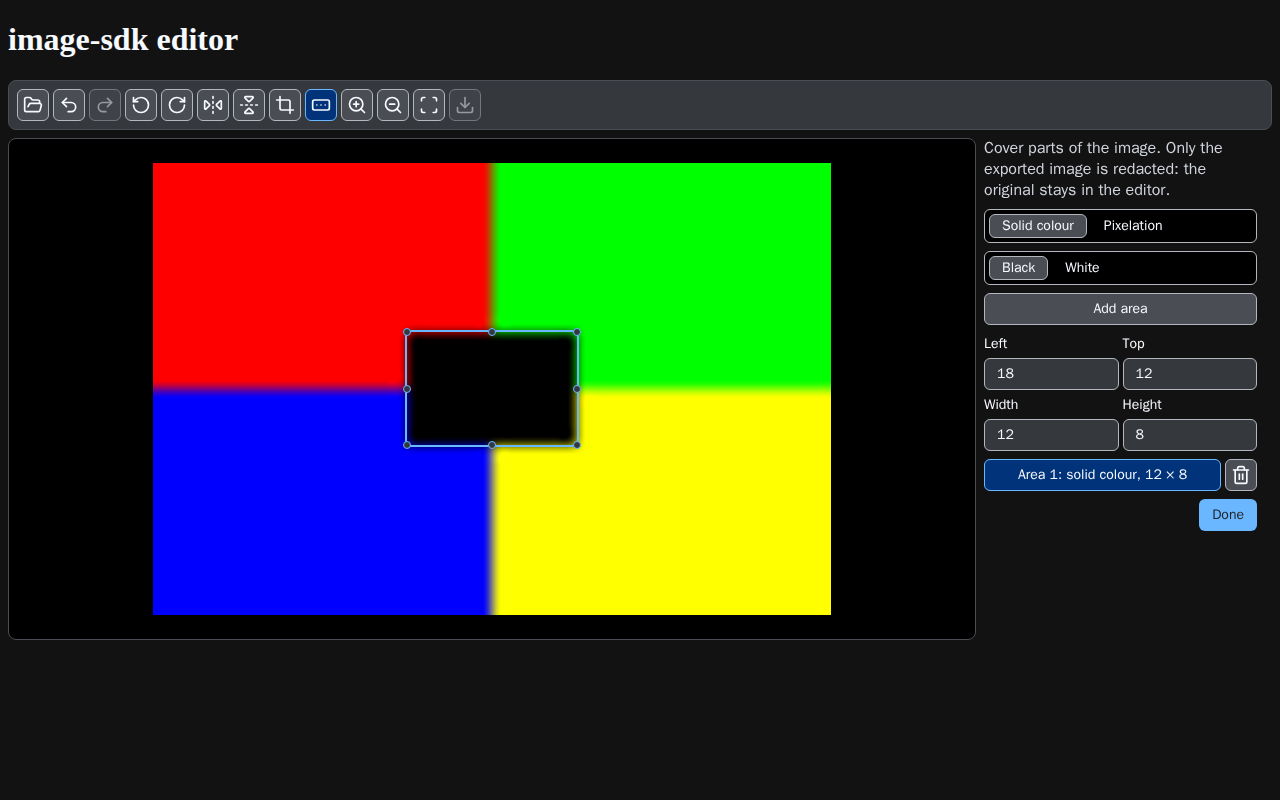 image-sdk editor
Cover parts of the image. Only the
exported image is redacted: the
original stays in the editor.
Solid colour Pixelation
Black White
Add area
Left Top
18 12
Width Height
12 8
Area 1: solid colour, 12 × 8
Done